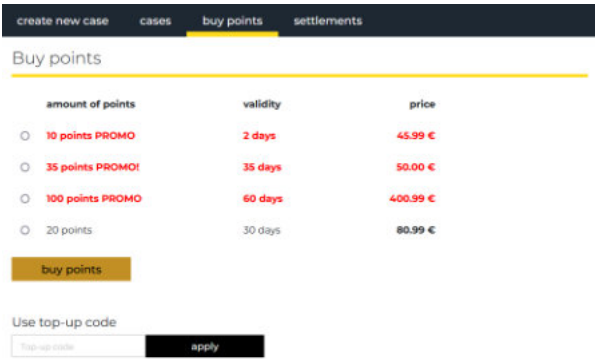 create new case cases buy points settlements
Buy points
amount of points validity price
10 points PROMO 2 days 45.99 €
35 points PROMO! 35 days 50.00 €
100 points PROMO 60 days 400.99 €
20 points 30 days 80.99 €
buy points
Use top-up code
Top-up code apply